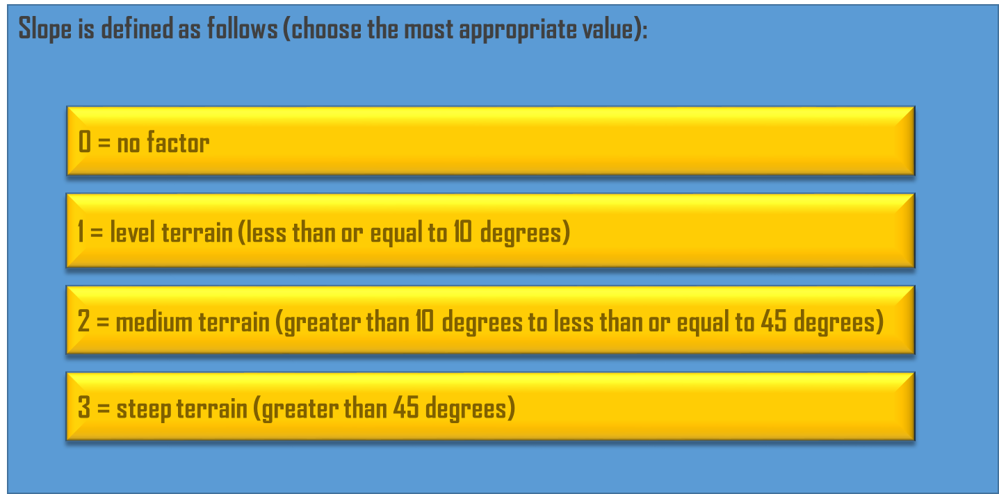 Slope is defined as follows (choose the most appropriate value):
0 = no factor
1 = level terrain (less than or equal to 10 degrees)
2 = medium terrain (greater than 10 degrees to less than or equal to 45 degrees)
3 = steep terrain (greater than 45 degrees)